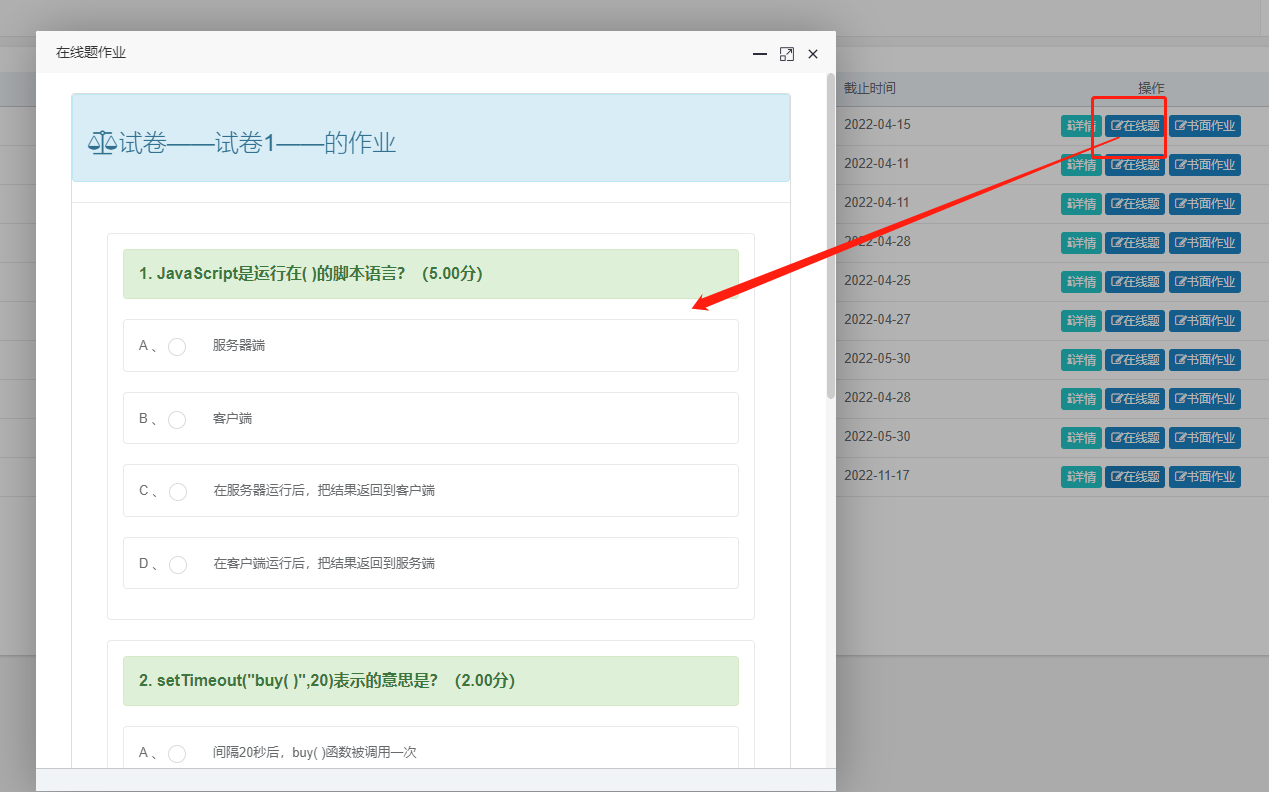 在线题作业
试卷——试卷1——的作业
1. JavaScript是运行在( )的脚本语言? (5.00分)
A 、 服务器端
B 、 客户端
C 、 在服务器运行后，把结果返回到客户端
D 、 在客户端运行后，把结果返回到服务端
2. setTimeout("buy( )",20)表示的意思是? (2.00分)
A 、 间隔20秒后，buy( )函数被调用一次
截止时间 操作
2022-04-15 详情 在线题 书面作业
2022-04-11 详情 在线题 书面作业
2022-04-11 详情 在线题 书面作业
2022-04-28 详情 在线题 书面作业
2022-04-25 详情 在线题 书面作业
2022-04-27 详情 在线题 书面作业
2022-05-30 详情 在线题 书面作业
2022-04-28 详情 在线题 书面作业
2022-05-30 详情 在线题 书面作业
2022-11-17 详情 在线题 书面作业